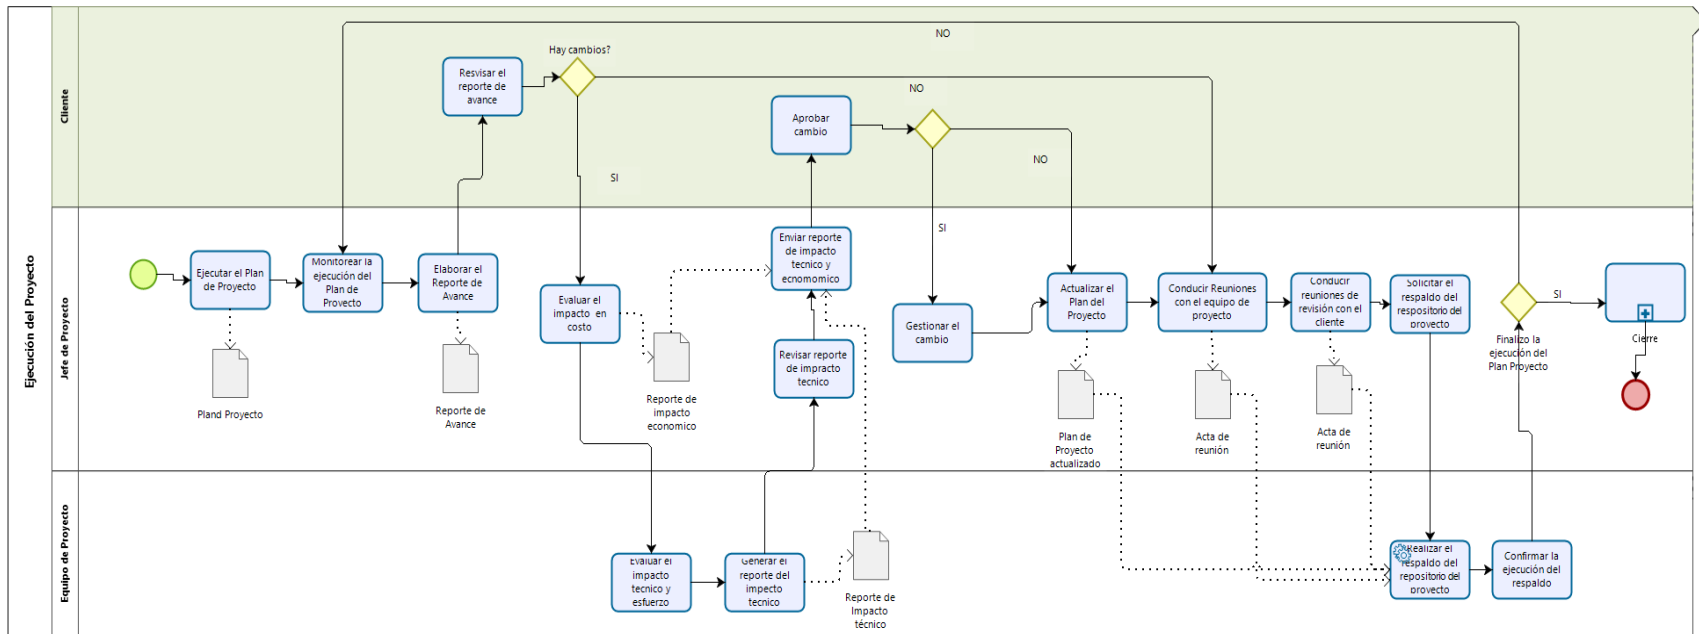 Ejecución del Proyecto
Cliente
NO
Hay cambios?
Resvisar el
reporte de
avance
NO
Aprobar
cambio
NO
SI
Jefe de Proyecto
Ejecutar el Plan
de Proyecto
Monitorear la
ejecución del
Plan de
Proyecto
Elaborar el
Reporte de
Avance
Evaluar el
impacto en
costo
Enviar reporte
de impacto
tecnico y
ecnomomico
SI
Gestionar el
cambio
Actualizar el
Plan del
Proyecto
Conducir Reuniones
con el equipo de
proyecto
Conducir
reuniones de
revisión con el
cliente
Solicitar el
respaldo del
respositorio del
proyecto
SI
Finalizo la
ejecución del
Plan Proyecto
Cierre
Revisar reporte
de impracto
tecnico
Pland Proyecto
Reporte de
Avance
Reporte de
impacto
economico
Plan de
Proyecto
actualizado
Acta de
reunión
Acta de
reunión
Equipo de Proyecto
Evaluar el
impacto
tecnico y
esfuerzo
Generar el
reporte del
impecto
tecnico
Reporte de
Impacto
técnico
Realizar el
respaldo del
repositorio del
proyecto
Confirmar la
ejecución del
respaldo